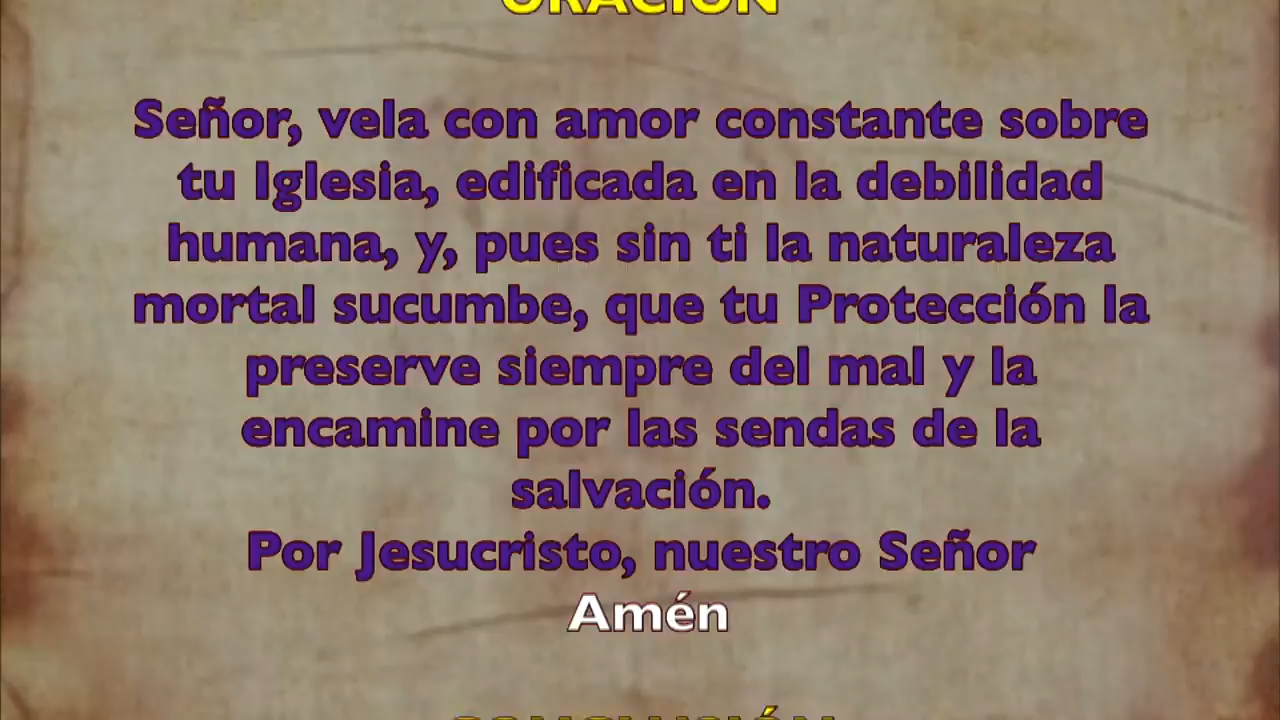 ORACIÓN
Señor, vela con amor constante sobre
tu Iglesia, edificada en la debilidad
humana, y, pues sin ti la naturaleza
mortal sucumbe, que tu Protección la
preserve siempre del mal y la
encamine por las sendas de la
salvación.
Por Jesucristo, nuestro Señor
Amén
CONCLUSIÓN